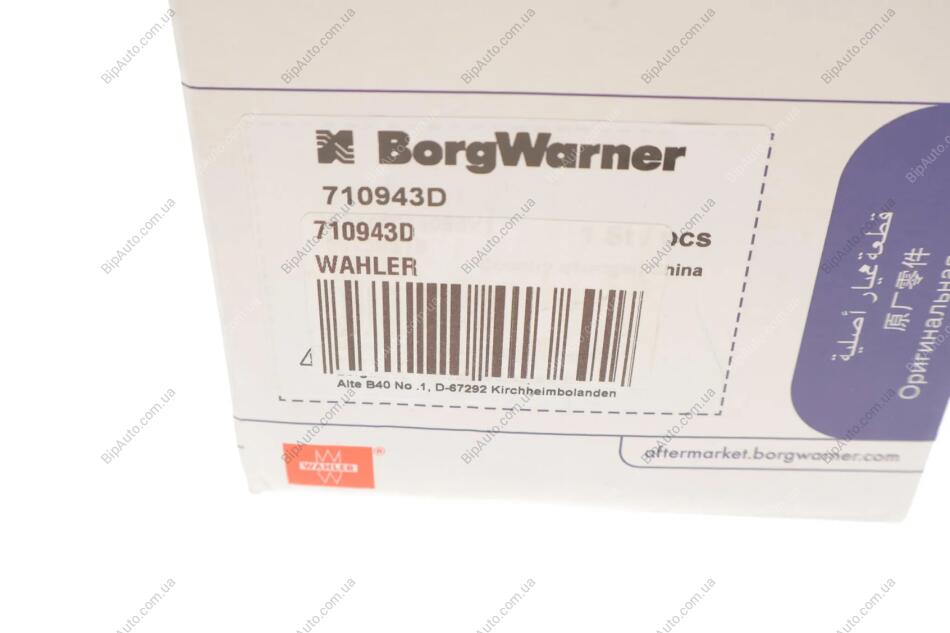 BorgWarner
710943D
710943D
pcs
WAHLER
hina
Alte B40 No .1, D-67292 Kirchheimbolanden
قطعة غيار أصلية
原厂零件
Оригинальная
WAHLER
aftermarket.borgwarner.com
BipAuto.com.ua